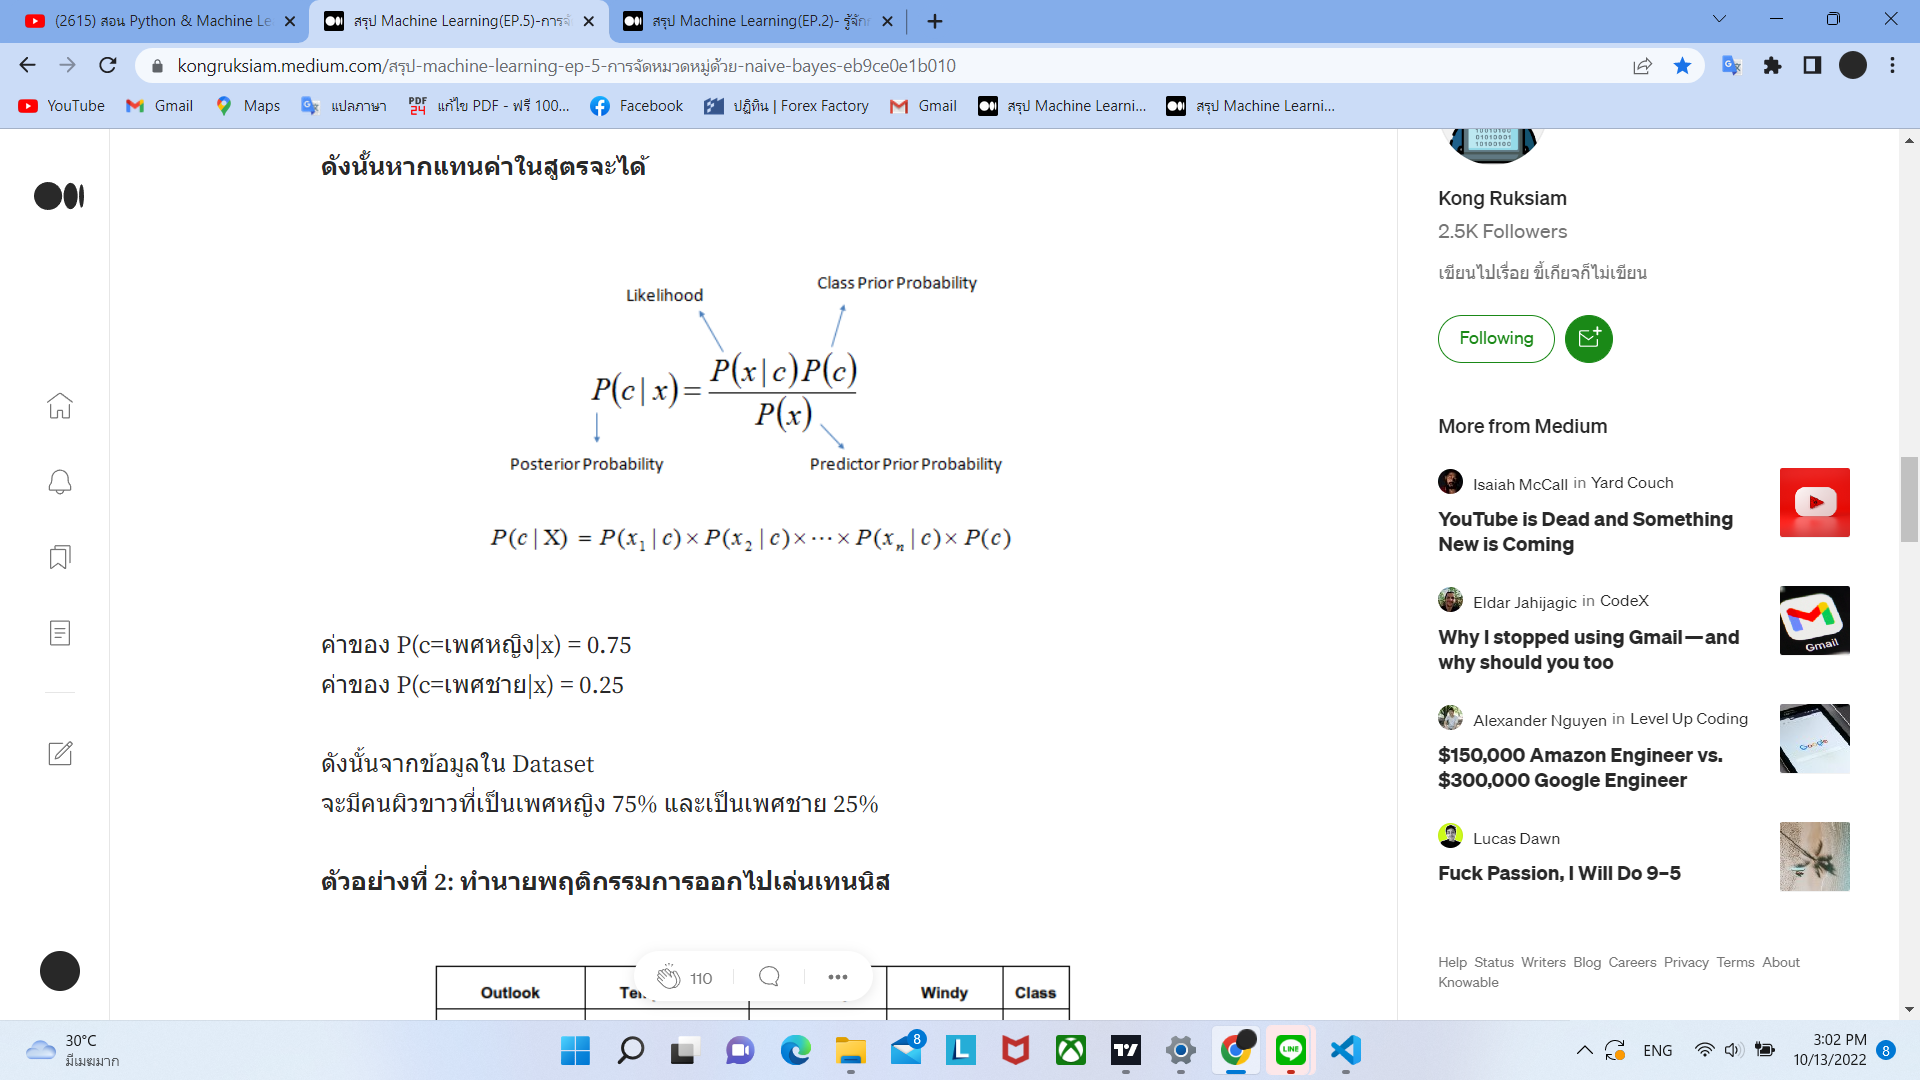 (2615) สอน Python & Machine Le
สรุป Machine Learning(EP.5)-การจั
สรุป Machine Learning(EP.2)- รู้จัก
kongruksiam.medium.com/สรุป-machine-learning-ep-5-การจัดหมวดหมู่ด้วย-naive-bayes-eb9ce0e1b010
YouTube
Gmail
Maps
แปลภาษา
แก้ไข PDF - ฟรี 100...
Facebook
ปฏิทิน | Forex Factory
Gmail
สรุป Machine Learni...
สรุป Machine Learni...
ดังนั้นหากแทนค่าในสูตรจะได้
Likelihood
Class Prior Probability
P(c | x) = P(x | c) P(c) / P(x)
Posterior Probability
Predictor Prior Probability
P(c | X) = P(x₁ | c) × P(x₂ | c) × ⋯ × P(xₙ | c) × P(c)
ค่าของ P(c=เพศหญิง|x) = 0.75
ค่าของ P(c=เพศชาย|x) = 0.25
ดังนั้นจากข้อมูลใน Dataset
จะมีคนผิวขาวที่เป็นเพศหญิง 75% และเป็นเพศชาย 25%
ตัวอย่างที่ 2: ทำนายพฤติกรรมการออกไปเล่นเทนนิส
Outlook
Windy
Class
110
10100100
01010001
10100100
Kong Ruksiam
2.5K Followers
เขียนไปเรื่อย ขี้เกียจก็ไม่เขียน
Following
More from Medium
Isaiah McCall in Yard Couch
YouTube is Dead and Something
New is Coming
Eldar Jahijagic in CodeX
Why I stopped using Gmail — and
why should you too
Gmail
Alexander Nguyen in Level Up Coding
$150,000 Amazon Engineer vs.
$300,000 Google Engineer
Google
Lucas Dawn
Fuck Passion, I Will Do 9–5
Help Status Writers Blog Careers Privacy Terms About
Knowable
30°C
มีเมฆมาก
8
LINE
ENG
3:02 PM
10/13/2022
8